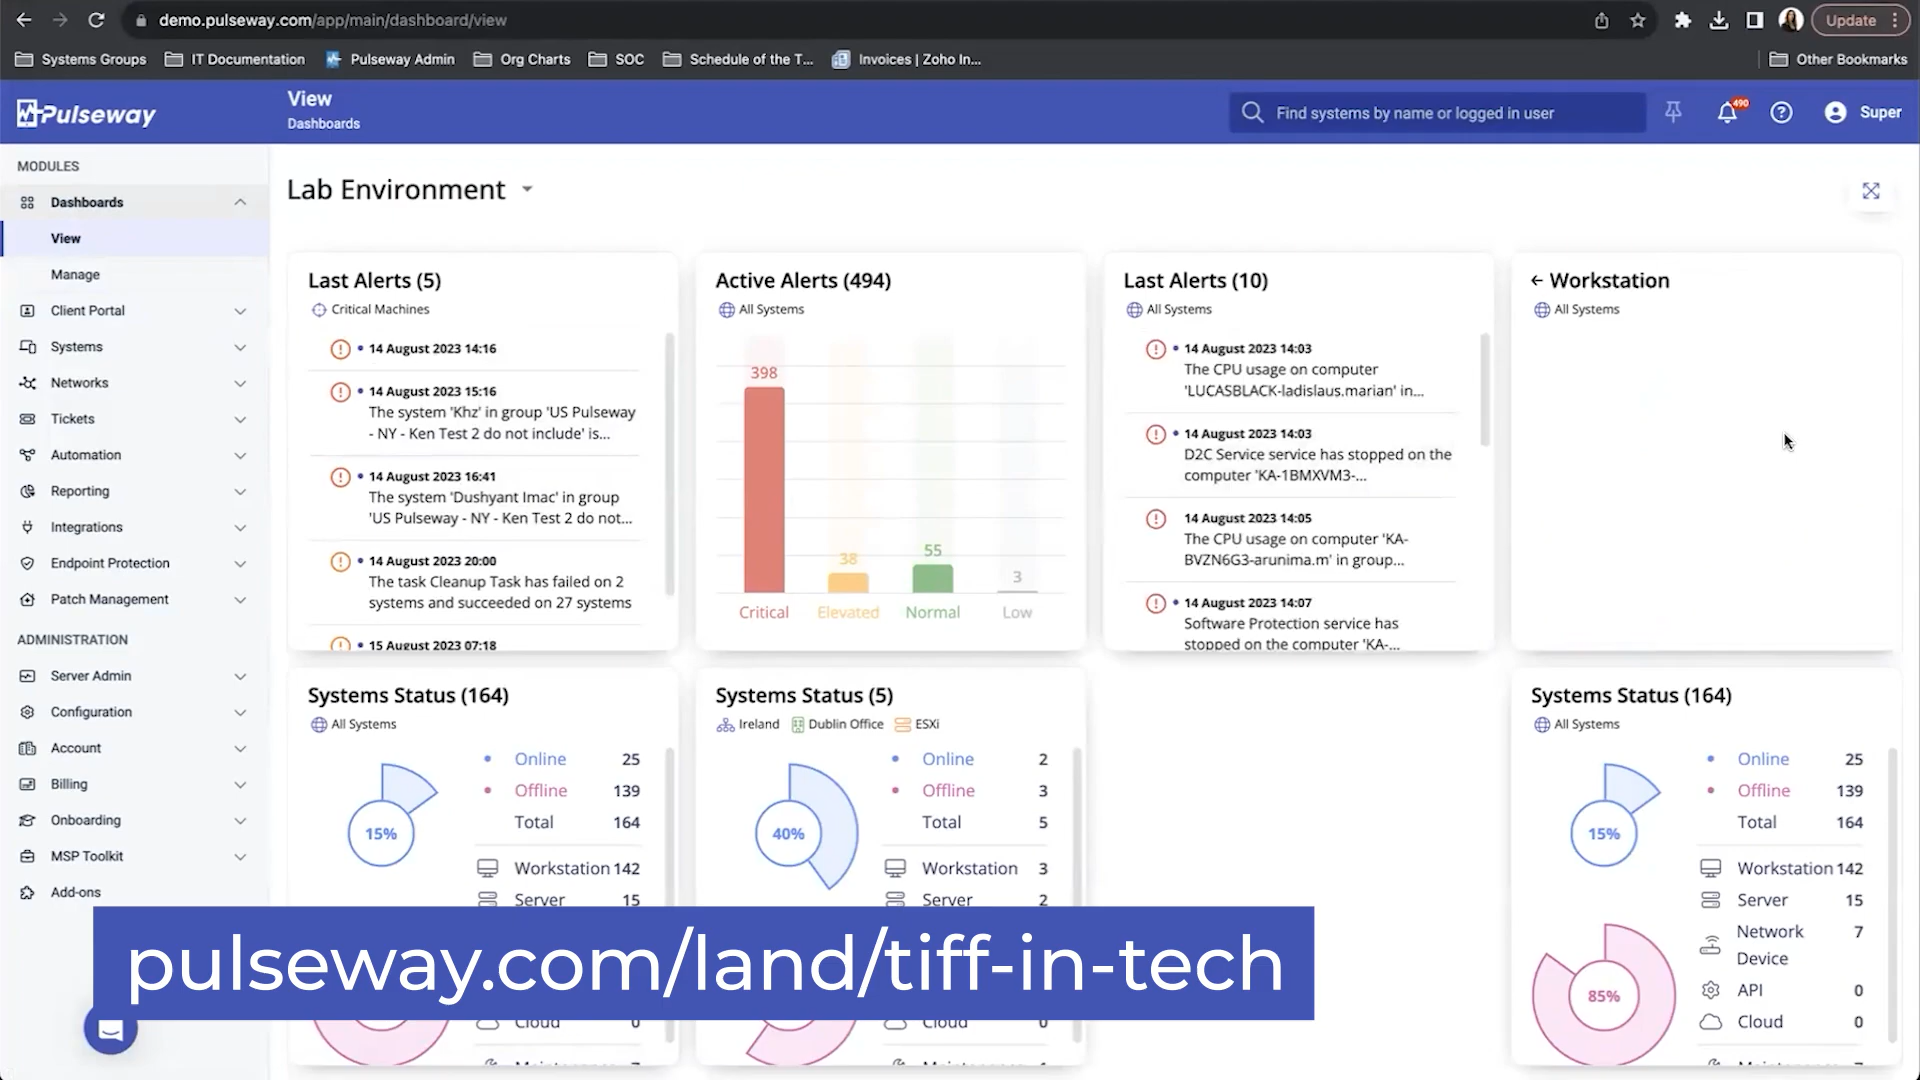 demo.pulseway.com/app/main/dashboard/view
Update
Systems Groups
IT Documentation
Pulseway Admin
Org Charts
SOC
Schedule of the T...
Invoices | Zoho In...
Other Bookmarks
Pulseway
View
Dashboards
Find systems by name or logged in user
490
Super
MODULES
Dashboards
View
Manage
Client Portal
Systems
Networks
Tickets
Automation
Reporting
Integrations
Endpoint Protection
Patch Management
ADMINISTRATION
Server Admin
Configuration
Account
Billing
Onboarding
MSP Toolkit
Add-ons
Lab Environment
Last Alerts (5)
Critical Machines
14 August 2023 14:16
14 August 2023 15:16
The system 'Khz' in group 'US Pulseway
- NY - Ken Test 2 do not include' is...
14 August 2023 16:41
The system 'Dushyant Imac' in group
'US Pulseway - NY - Ken Test 2 do not...
14 August 2023 20:00
The task Cleanup Task has failed on 2
systems and succeeded on 27 systems
15 August 2023 07:18
Active Alerts (494)
All Systems
398
38
55
3
Critical
Elevated
Normal
Low
Last Alerts (10)
All Systems
14 August 2023 14:03
The CPU usage on computer
'LUCASBLACK-ladislaus.marian' in...
14 August 2023 14:03
D2C Service service has stopped on the
computer 'KA-1BMXVM3-...
14 August 2023 14:05
The CPU usage on computer 'KA-
BVZN6G3-arunima.m' in group...
14 August 2023 14:07
Software Protection service has
stopped on the computer 'KA-...
← Workstation
All Systems
Systems Status (164)
All Systems
15%
Online 25
Offline 139
Total 164
Workstation 142
Server 15
Cloud 0
Systems Status (5)
Ireland Dublin Office ESXi
40%
Online 2
Offline 3
Total 5
Workstation 3
Server 2
Cloud 0
Systems Status (164)
All Systems
15%
85%
Online 25
Offline 139
Total 164
Workstation 142
Server 15
Network Device 7
API 0
Cloud 0
pulseway.com/land/tiff-in-tech